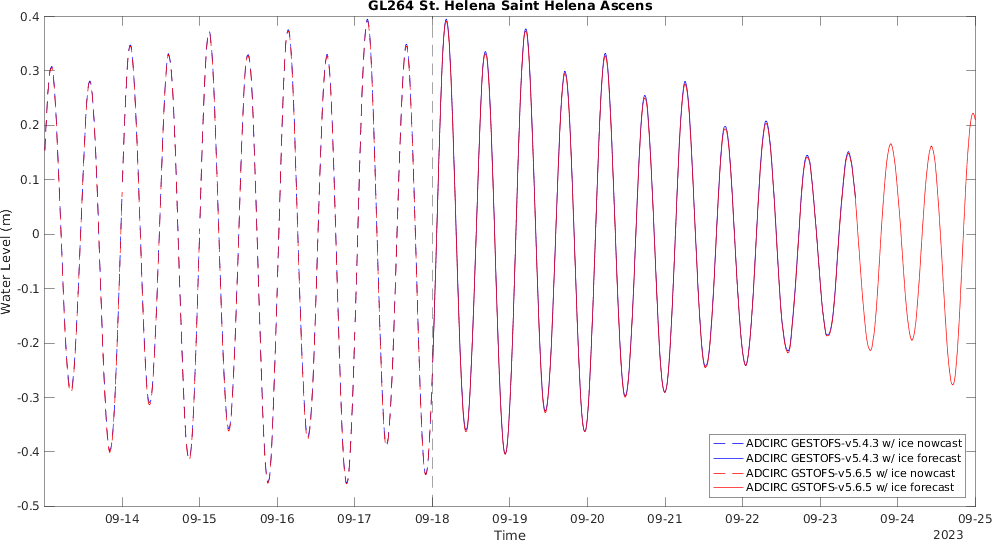 GL264 St. Helena Saint Helena Ascens
0.4
0.3
0.2
0.1
0
-0.1
-0.2
-0.3
-0.4
-0.5
Water Level (m)
ADCIRC GESTOFS-v5.4.3 w/ ice nowcast
ADCIRC GESTOFS-v5.4.3 w/ ice forecast
ADCIRC GSTOFS-v5.6.5 w/ ice nowcast
ADCIRC GSTOFS-v5.6.5 w/ ice forecast
09-14 09-15 09-16 09-17 09-18 09-19 09-20 09-21 09-22 09-23 09-24 09-25
Time
2023